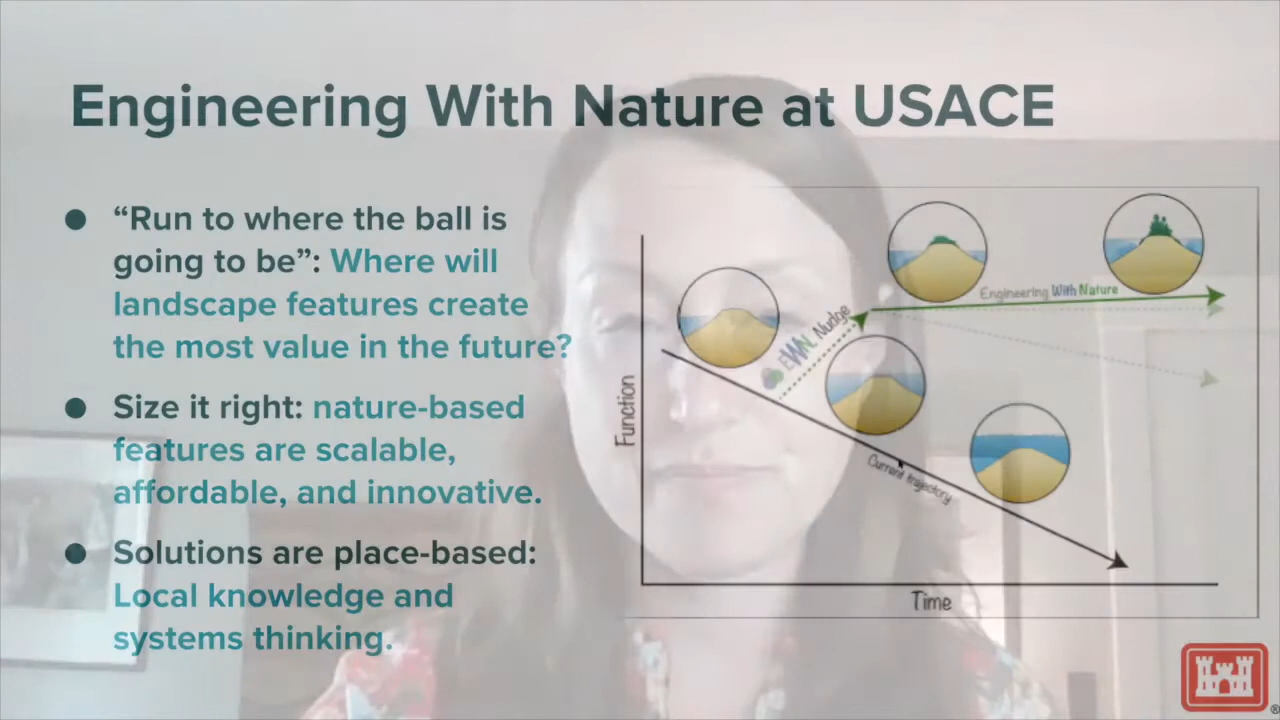 Engineering With Nature at USACE
● “Run to where the ball is
going to be”: Where will
landscape features create
the most value in the future?
● Size it right: nature-based
features are scalable,
affordable, and innovative.
● Solutions are place-based:
Local knowledge and
systems thinking.
Engineering With Nature
EWN Nudge
Function
Current trajectory
Time
®